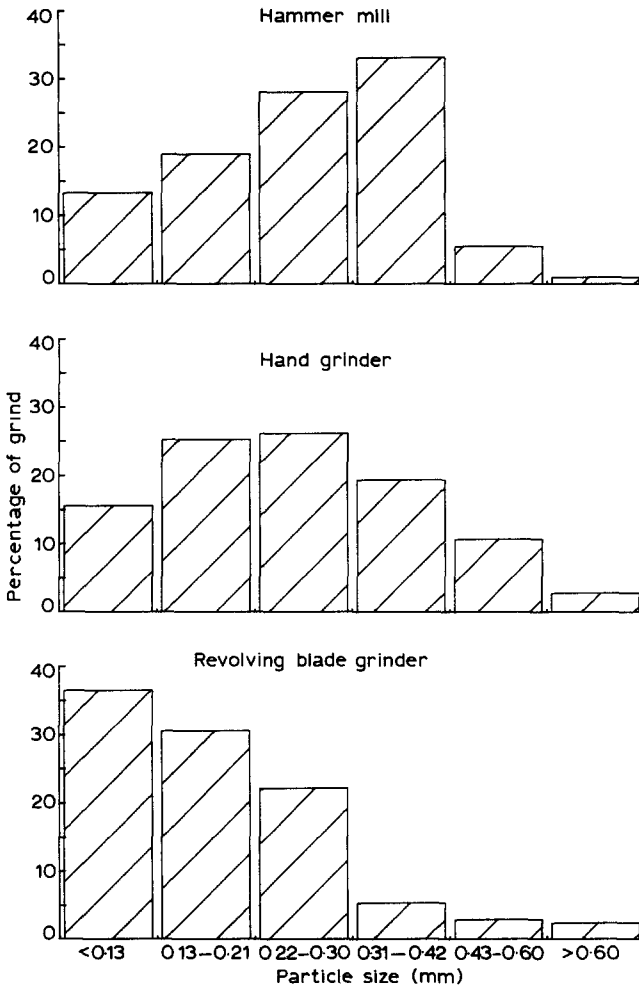 Hammer mill
40
30
20
10
0
Hand grinder
40
30
20
10
0
Percentage of grind
Revolving blade grinder
40
30
20
10
0
<0·13 0·13–0·21 0·22–0·30 0·31–0·42 0·43–0·60 >0·60
Particle size (mm)